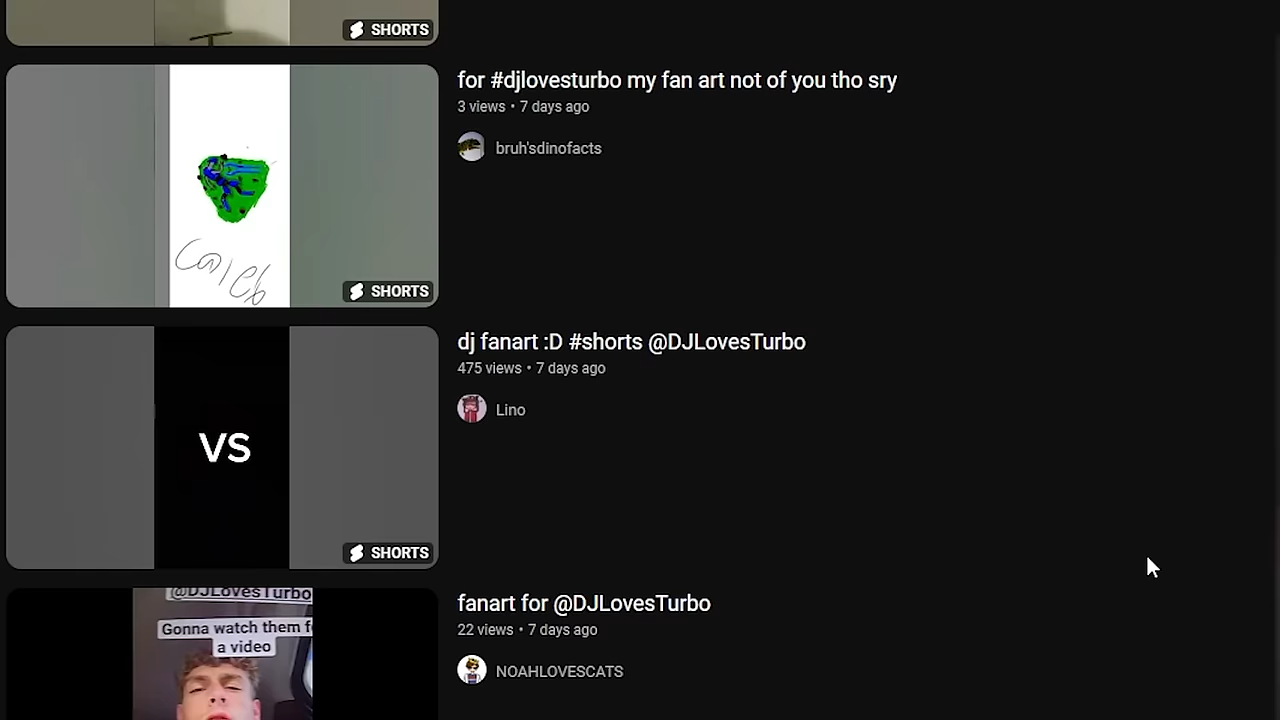 SHORTS
for #djlovesturbo my fan art not of you tho sry
3 views • 7 days ago
bruh'sdinofacts
Caleb
SHORTS
dj fanart :D #shorts @DJLovesTurbo
475 views • 7 days ago
Lino
VS
SHORTS
@DJLovesTurbo
fanart for @DJLovesTurbo
Gonna watch them f
a video
22 views • 7 days ago
NOAHLOVESCATS